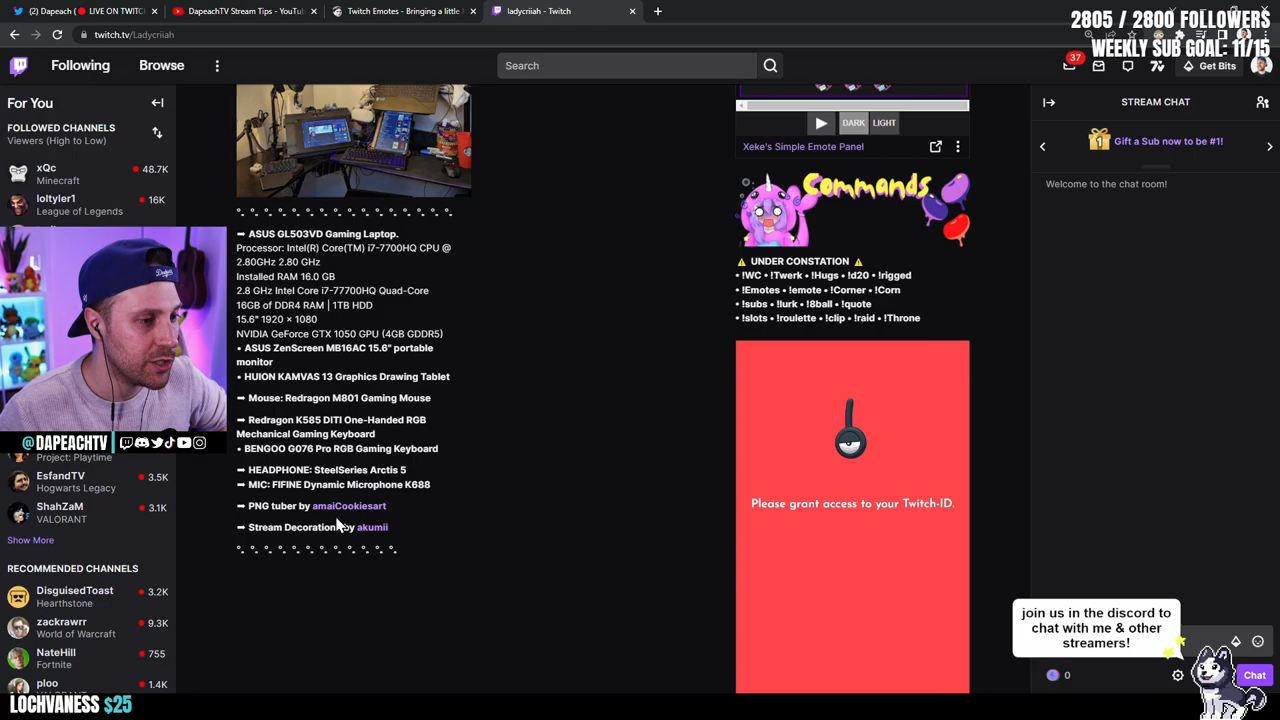 (2) Dapeach (🔴 LIVE ON TWITC
DapeachTV Stream Tips - YouTu
Twitch Emotes - Bringing a little
ladycriiah - Twitch
twitch.tv/Ladycriiah
2805 / 2800 FOLLOWERS
WEEKLY SUB GOAL: 11/15
Following
Browse
Search
37
Get Bits
For You
FOLLOWED CHANNELS
Viewers (High to Low)
xQc
48.7K
Minecraft
loltyler1
16K
League of Legends
@DAPEACHTV
Project: Playtime
EsfandTV
3.5K
Hogwarts Legacy
ShahZaM
3.1K
VALORANT
Show More
RECOMMENDED CHANNELS
DisguisedToast
3.2K
Hearthstone
zackrawrr
9.3K
World of Warcraft
NateHill
755
Fortnite
ploo
1.4K
LOCHVANESS $25
➡ ASUS GL503VD Gaming Laptop.
Processor: Intel(R) Core(TM) i7-7700HQ CPU @
2.80GHz 2.80 GHz
Installed RAM 16.0 GB
2.8 GHz Intel Core i7-77700HQ Quad-Core
16GB of DDR4 RAM | 1TB HDD
15.6" 1920 × 1080
NVIDIA GeForce GTX 1050 GPU (4GB GDDR5)
• ASUS ZenScreen MB16AC 15.6" portable
monitor
• HUION KAMVAS 13 Graphics Drawing Tablet
➡ Mouse: Redragon M801 Gaming Mouse
➡ Redragon K585 DITI One-Handed RGB
Mechanical Gaming Keyboard
• BENGOO G076 Pro RGB Gaming Keyboard
➡ HEADPHONE: SteelSeries Arctis 5
➡ MIC: FIFINE Dynamic Microphone K688
➡ PNG tuber by amaiCookiesart
➡ Stream Decoration by akumii
DARK
LIGHT
Xeke's Simple Emote Panel
Commands
⚠ UNDER CONSTATION ⚠
• !WC • !Twerk • !Hugs • !d20 • !rigged
• !Emotes • !emote • !Corner • !Corn
• !subs • !lurk • !8ball • !quote
• !slots • !roulette • !clip • !raid • !Throne
Please grant access to your Twitch-ID.
STREAM CHAT
1
Gift a Sub now to be #1!
Welcome to the chat room!
join us in the discord to
chat with me & other
streamers!
0
Chat